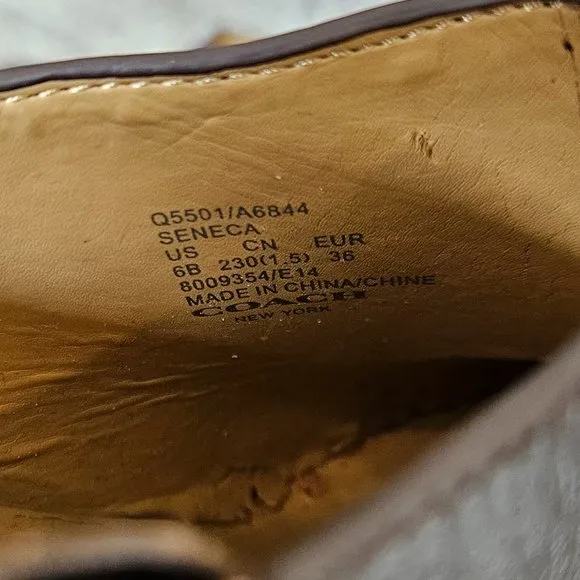 Q5501/A6844
SENECA
US CN EUR
6B 230(1.5) 36
8009354/E14
MADE IN CHINA/CHINE
COACH
NEW YORK